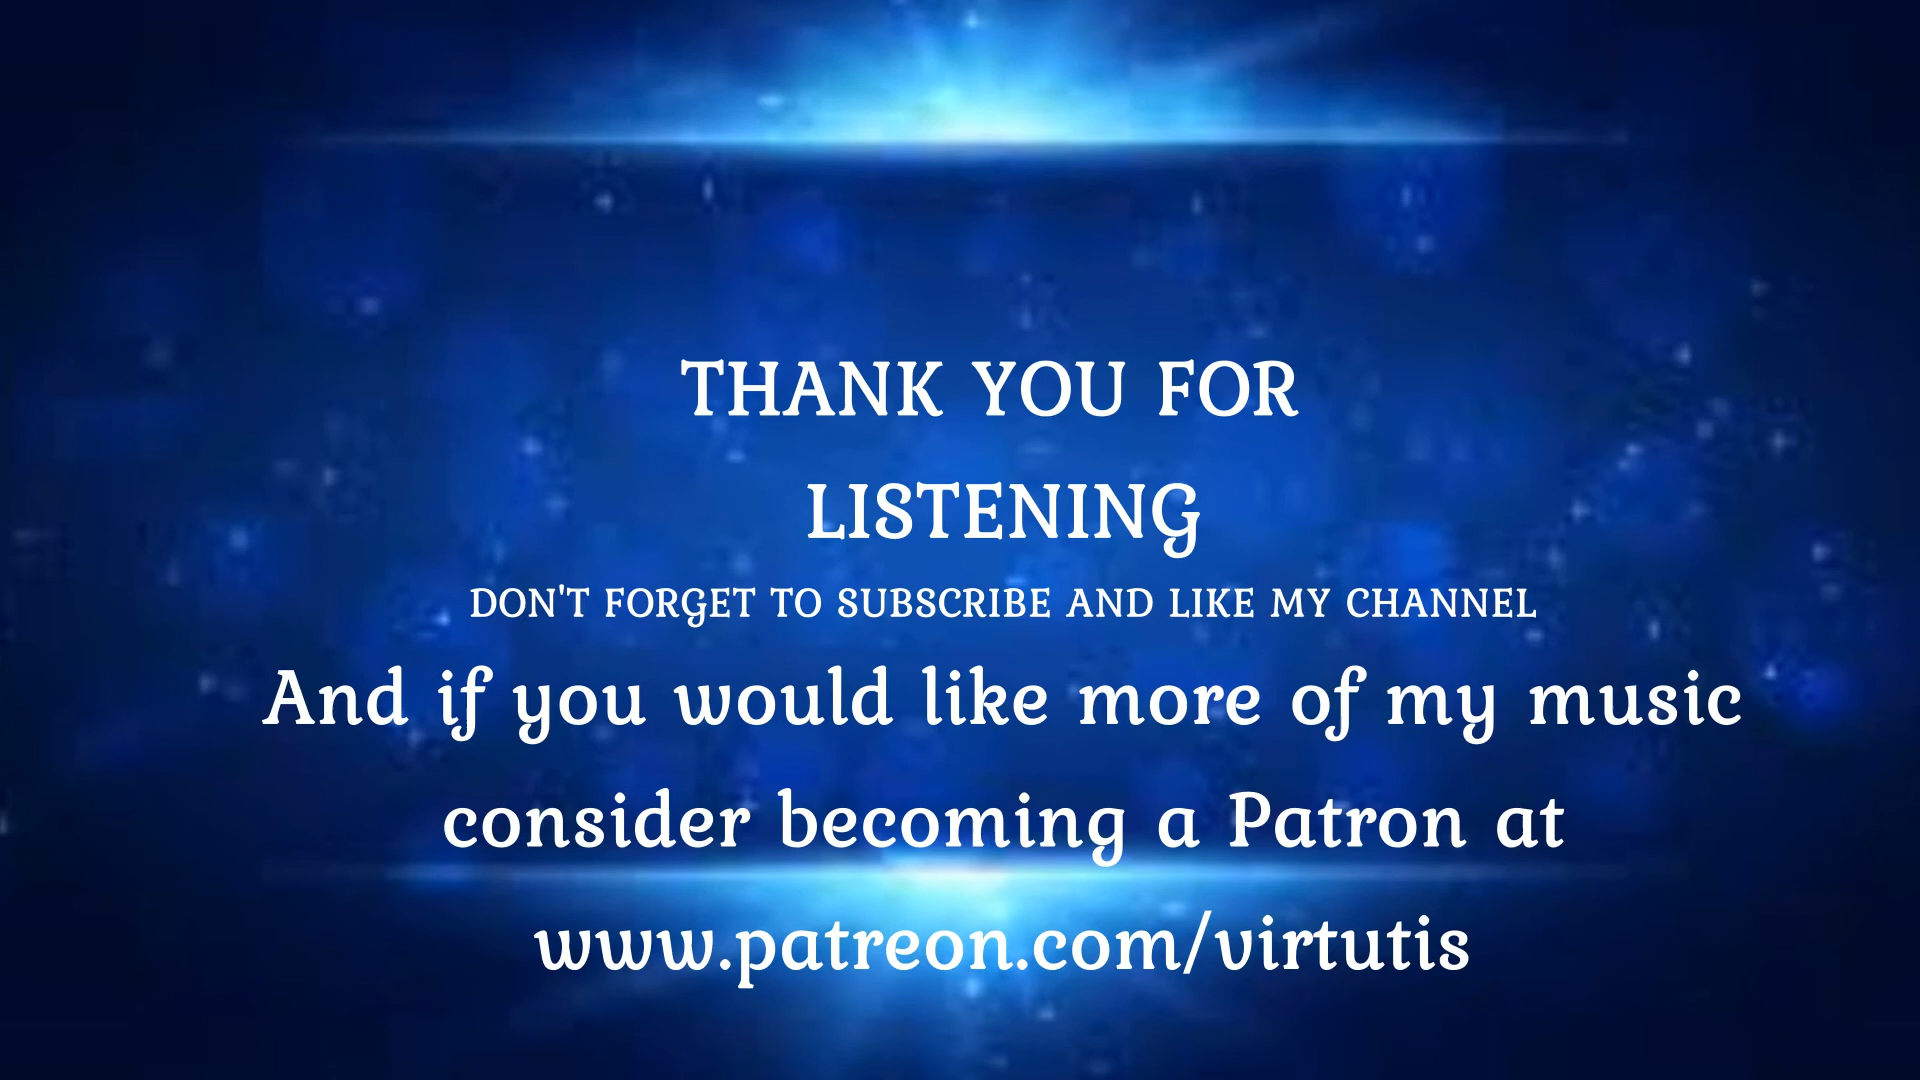 THANK YOU FOR
LISTENING
DON'T FORGET TO SUBSCRIBE AND LIKE MY CHANNEL
And if you would like more of my music
consider becoming a Patron at
www.patreon.com/virtutis